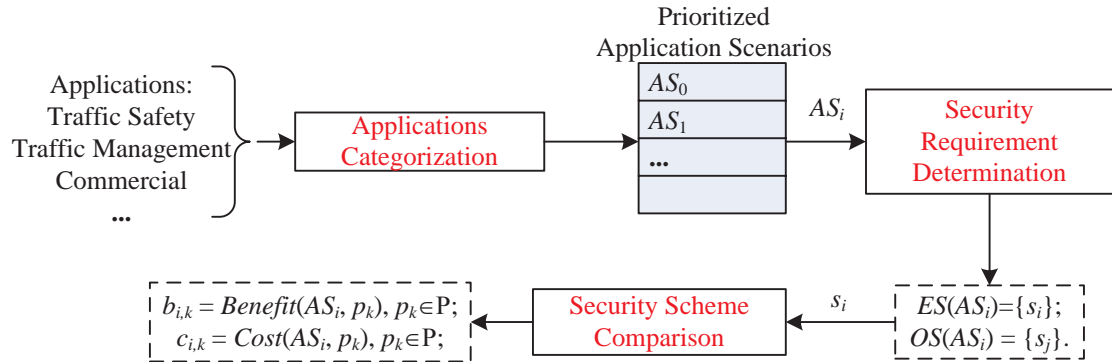 Prioritized
Application Scenarios
Applications:
Traffic Safety
Traffic Management
Commercial
...
Applications
Categorization
AS₀
AS₁
...
ASᵢ
Security
Requirement
Determination
bᵢ,ₖ = Benefit(ASᵢ, pₖ), pₖ∈P;
cᵢ,ₖ = Cost(ASᵢ, pₖ), pₖ∈P;
Security Scheme
Comparison
sᵢ
ES(ASᵢ)={sᵢ};
OS(ASᵢ) = {sⱼ}.